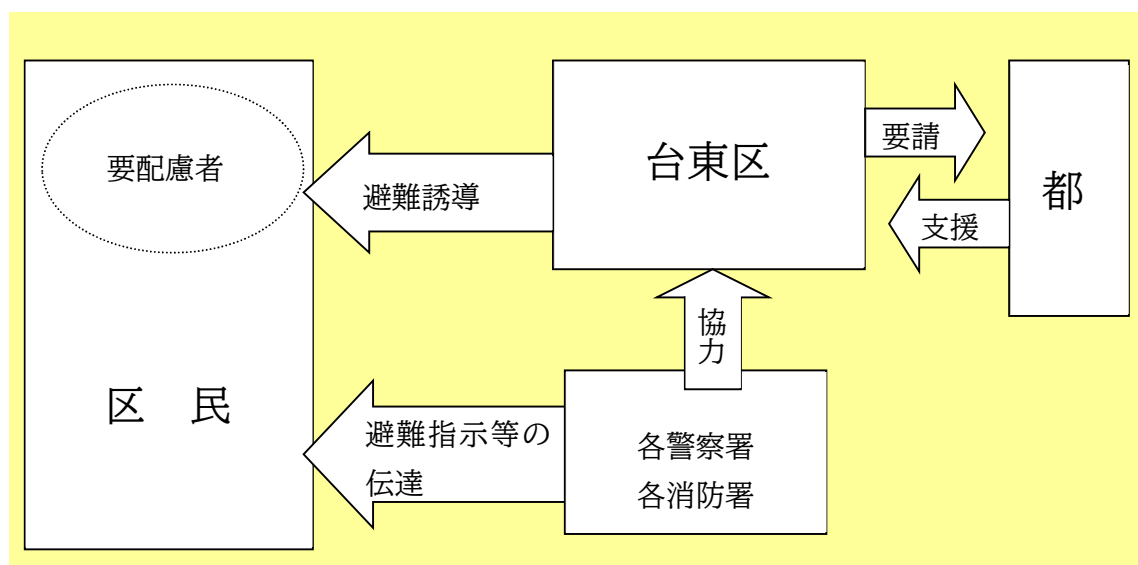 要配慮者
区　民
避難誘導
台東区
要請
支援
都
協
力
避難指示等の
伝達
各警察署
各消防署